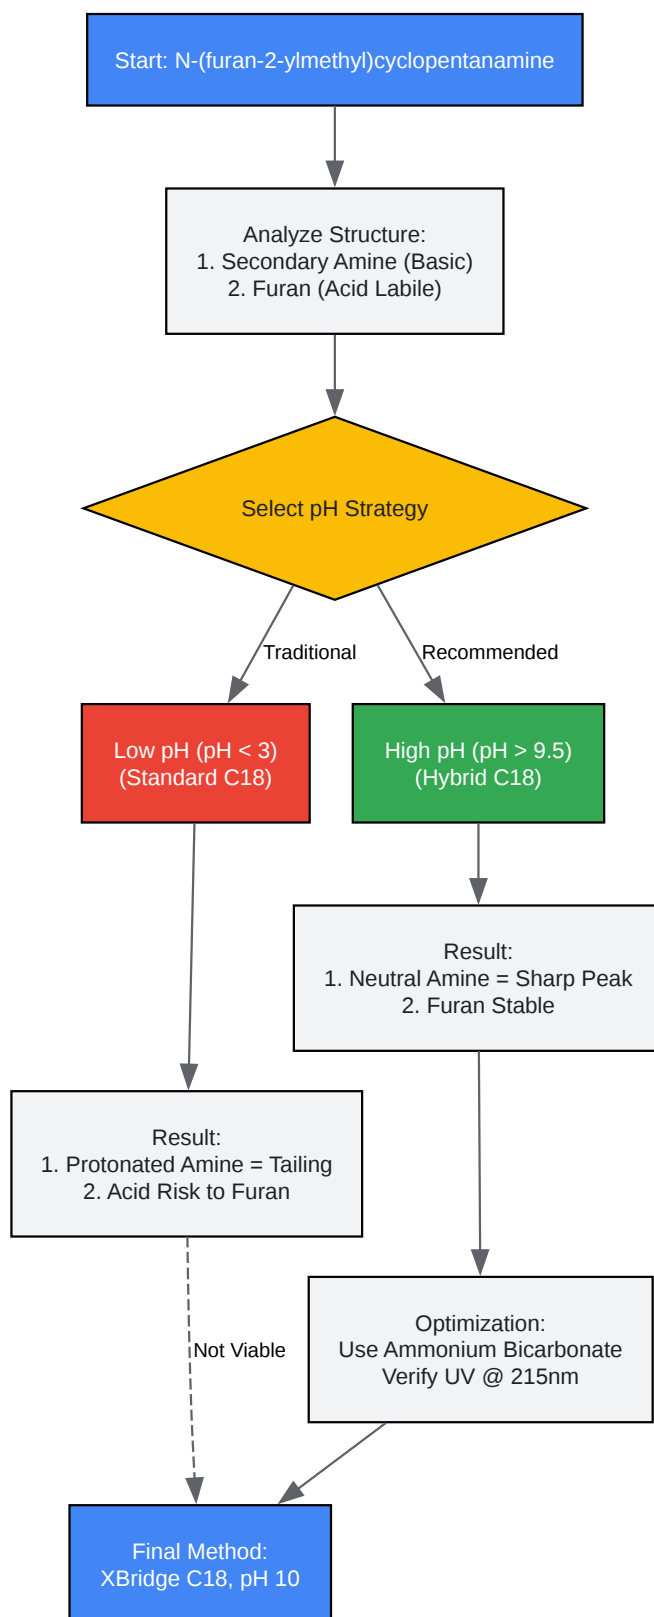 Start: N-(furan-2-ylmethyl)cyclopentanamine
Analyze Structure:
1. Secondary Amine (Basic)
2. Furan (Acid Labile)
Select pH Strategy
Traditional
Recommended
Low pH (pH < 3)
(Standard C18)
High pH (pH > 9.5)
(Hybrid C18)
Result:
1. Neutral Amine = Sharp Peak
2. Furan Stable
Result:
1. Protonated Amine = Tailing
2. Acid Risk to Furan
Optimization:
Use Ammonium Bicarbonate
Verify UV @ 215nm
Not Viable
Final Method:
XBridge C18, pH 10